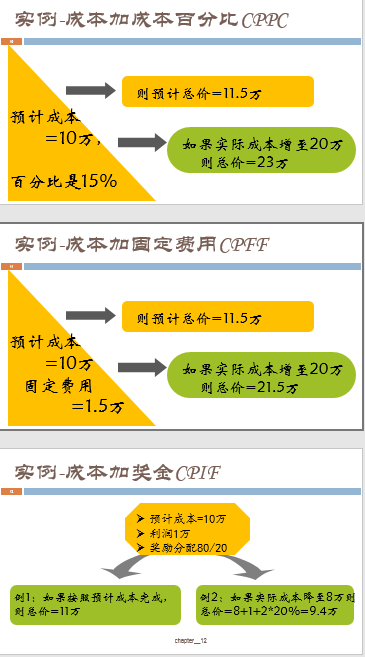 实例-成本加成本百分比CPPC
则预计总价=11.5万
预计成本
=10万，
百分比是15%
如果实际成本增至20万
则总价=23万
实例-成本加固定费用CPFF
则预计总价=11.5万
预计成本
=10万
固定费用
=1.5万
如果实际成本增至20万
则总价=21.5万
实例-成本加奖金CPIF
➢ 预计成本=10万
➢ 利润1万
➢ 奖励分配80/20
例1：如果按照预计成本完成，
则总价=11万
例2：如果实际成本降至8万则
总价=8+1+2*20%=9.4万
chapter__12